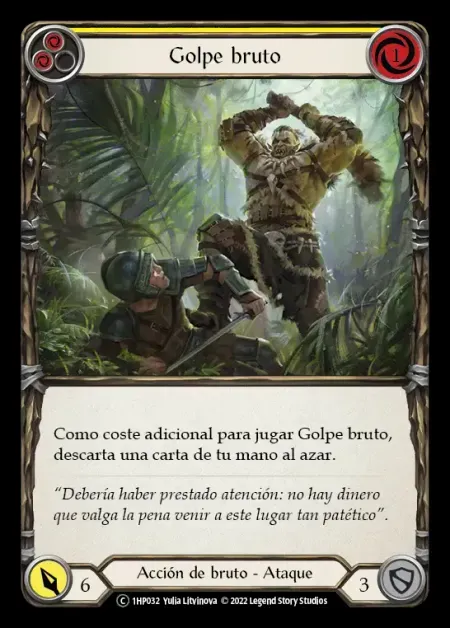 Golpe bruto
1
Como coste adicional para jugar Golpe bruto,
descarta una carta de tu mano al azar.
“Debería haber prestado atención: no hay dinero
que valga la pena venir a este lugar tan patético”.
6
Acción de bruto - Ataque
3
C 1HP032 Yulia Litvinova © 2022 Legend Story Studios